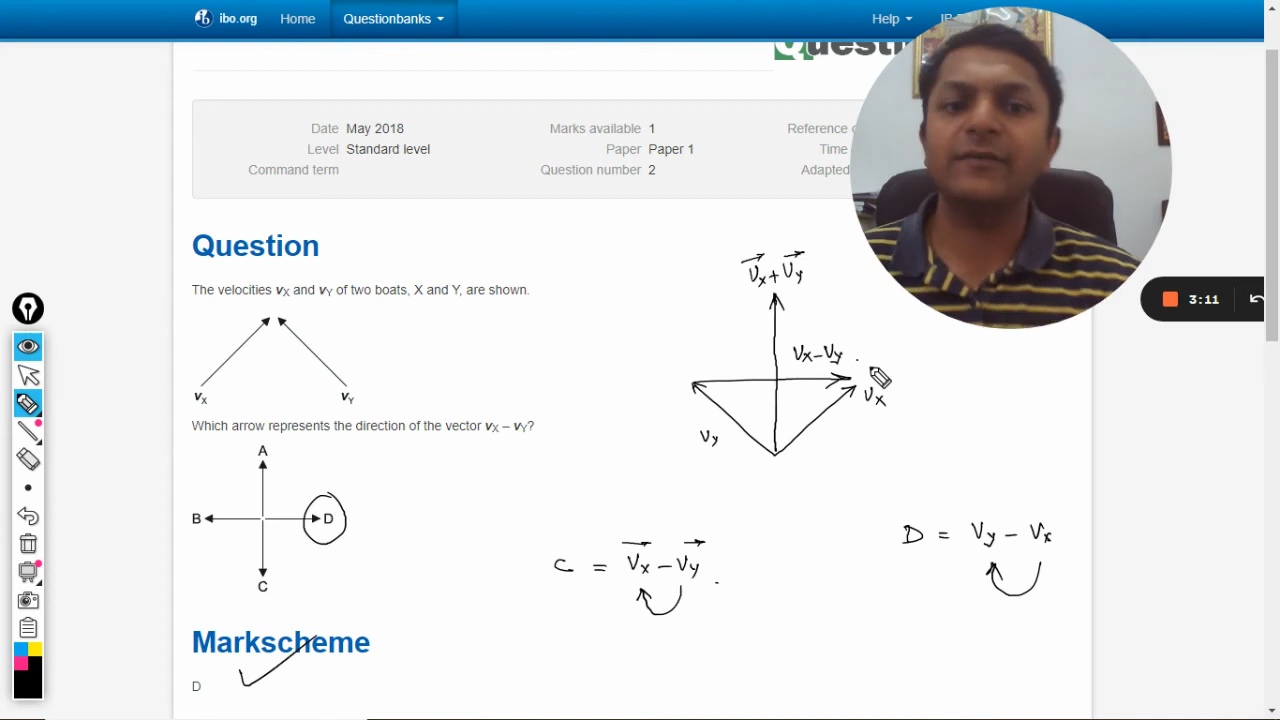 ibo.org Home Questionbanks Help
Question
Date May 2018 Marks available 1
Level Standard level Paper Paper 1 Time
Command term Question number 2 Adapted
Question
The velocities vX and vY of two boats, X and Y, are shown.
vX vY
Which arrow represents the direction of the vector vX – vY?
A
B D
C
Markscheme
D
Vx + Vy
Vx – Vy
Vx
Vy
C = Vx – Vy
D = Vy – Vx
3:11